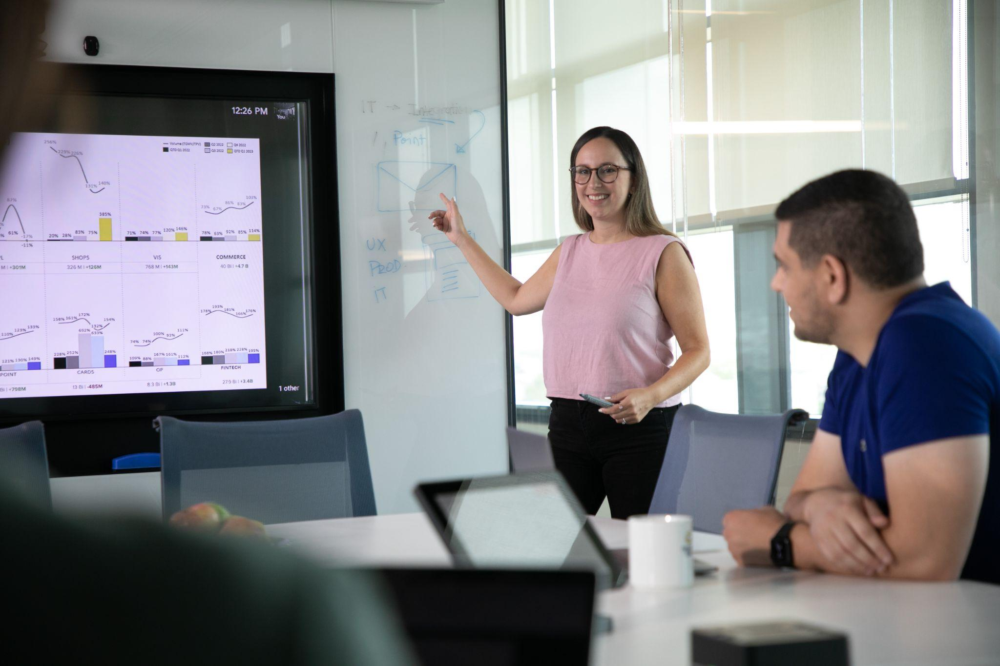 12:26 PM
You
Volume (TGMV/TPV)
Q2 2022
Q4 2022
QTD Q1 2022
Q3 2022
QTD Q1 2023
256%
229%
226%
131%
140%
87%
61%
-17%
-11%
385%
20%
28%
83%
75%
71%
74%
77%
120%
146%
73%
67%
86%
83%
103%
78%
63%
92%
85%
114%
SHOPS
VIS
COMMERCE
M | +301M
326 M | +126M
768 M | +143M
40 Bi | +4.7 B
110%
123%
133%
158%
161%
172%
132%
154%
74%
74%
100%
93%
111%
178%
193%
181%
166%
176%
121%
130%
149%
228%
252%
692%
633%
248%
109%
88%
167%
161%
112%
168%
180%
218%
228%
195%
POINT
CARDS
OP
FINTECH
Bi | +798M
13 Bi | -485M
8.3 Bi | +1.3B
27.9 Bi | +3.4B
1 other
IT → Integration
Point
UX
PROD
IT